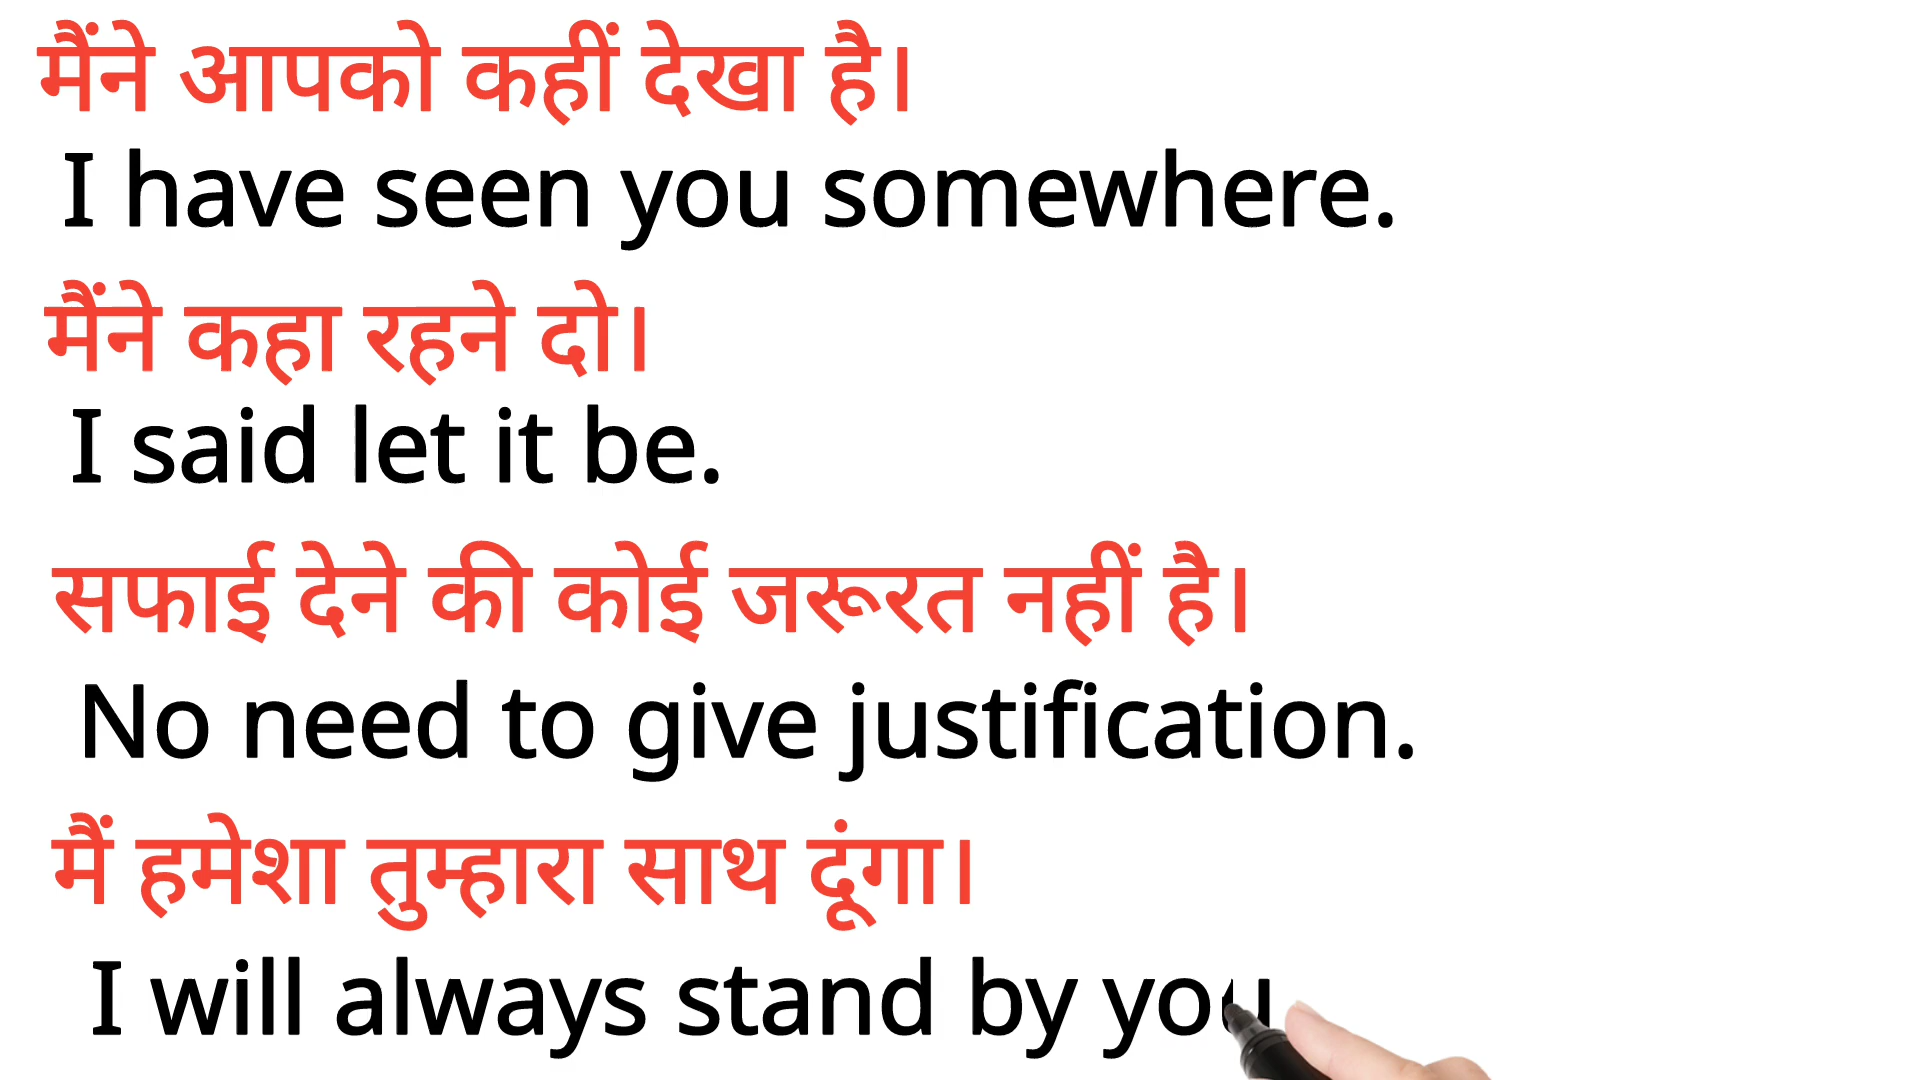 मैंने आपको कहीं देखा है।
I have seen you somewhere.
मैंने कहा रहने दो।
I said let it be.
सफाई देने की कोई जरूरत नहीं है।
No need to give justification.
मैं हमेशा तुम्हारा साथ दूंगा।
I will always stand by you